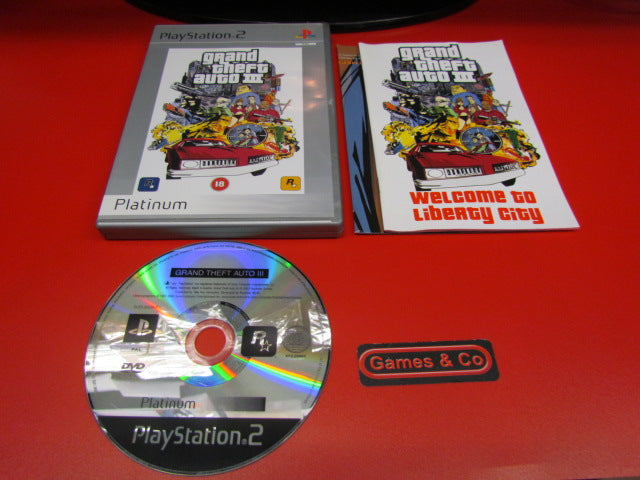 PlayStation.2
grand
theft
auto III
18
Platinum
grand
theft
auto III
Welcome to
Liberty City
GRAND THEFT AUTO III
PAL
DVD
Platinum
PlayStation.2
Games & Co